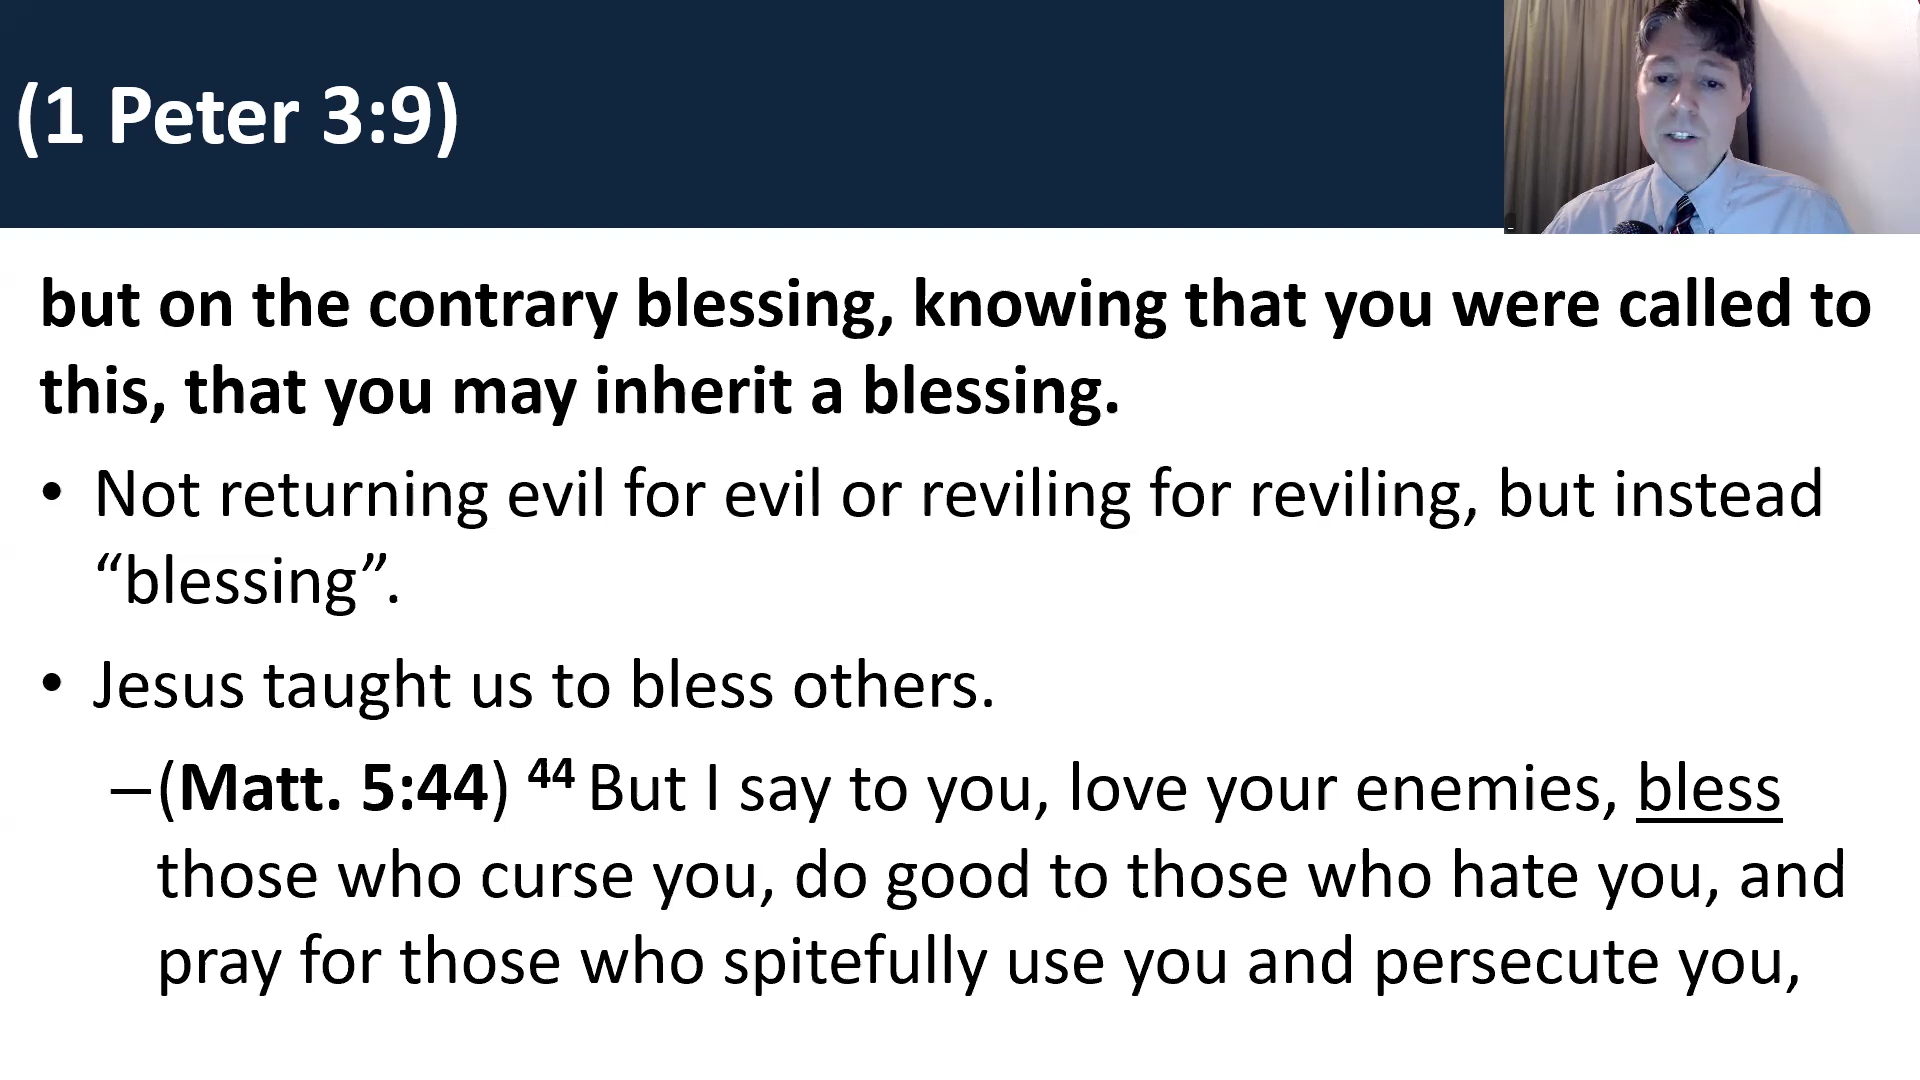 (1 Peter 3:9)
but on the contrary blessing, knowing that you were called to
this, that you may inherit a blessing.
• Not returning evil for evil or reviling for reviling, but instead
“blessing”.
• Jesus taught us to bless others.
–(Matt. 5:44) 44 But I say to you, love your enemies, bless
those who curse you, do good to those who hate you, and
pray for those who spitefully use you and persecute you,